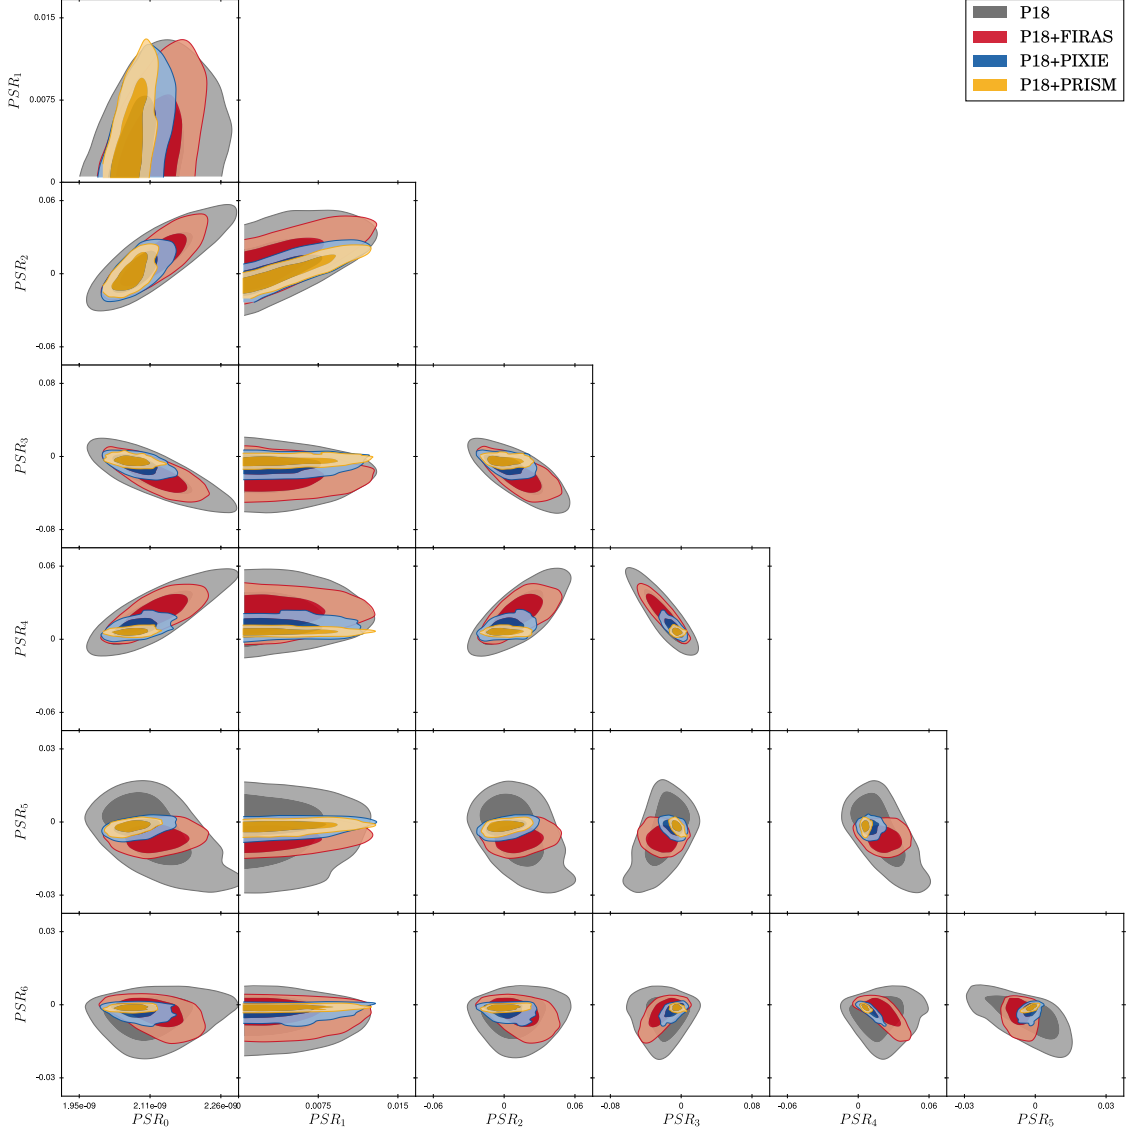 P18
P18+FIRAS
P18+PIXIE
P18+PRISM
0.015
0.0075
0
PSR₁
0.06
0
-0.06
PSR₂
0.08
0
-0.08
PSR₃
0.06
0
-0.06
PSR₄
0.03
0
-0.03
PSR₅
0.03
0
-0.03
PSR₆
1.95e-09 2.11e-09 2.26e-09 0 0.0075 0.015 -0.06 0 0.06 -0.08 0 0.08 -0.06 0 0.06 -0.03 0 0.03
PSR₀ PSR₁ PSR₂ PSR₃ PSR₄ PSR₅